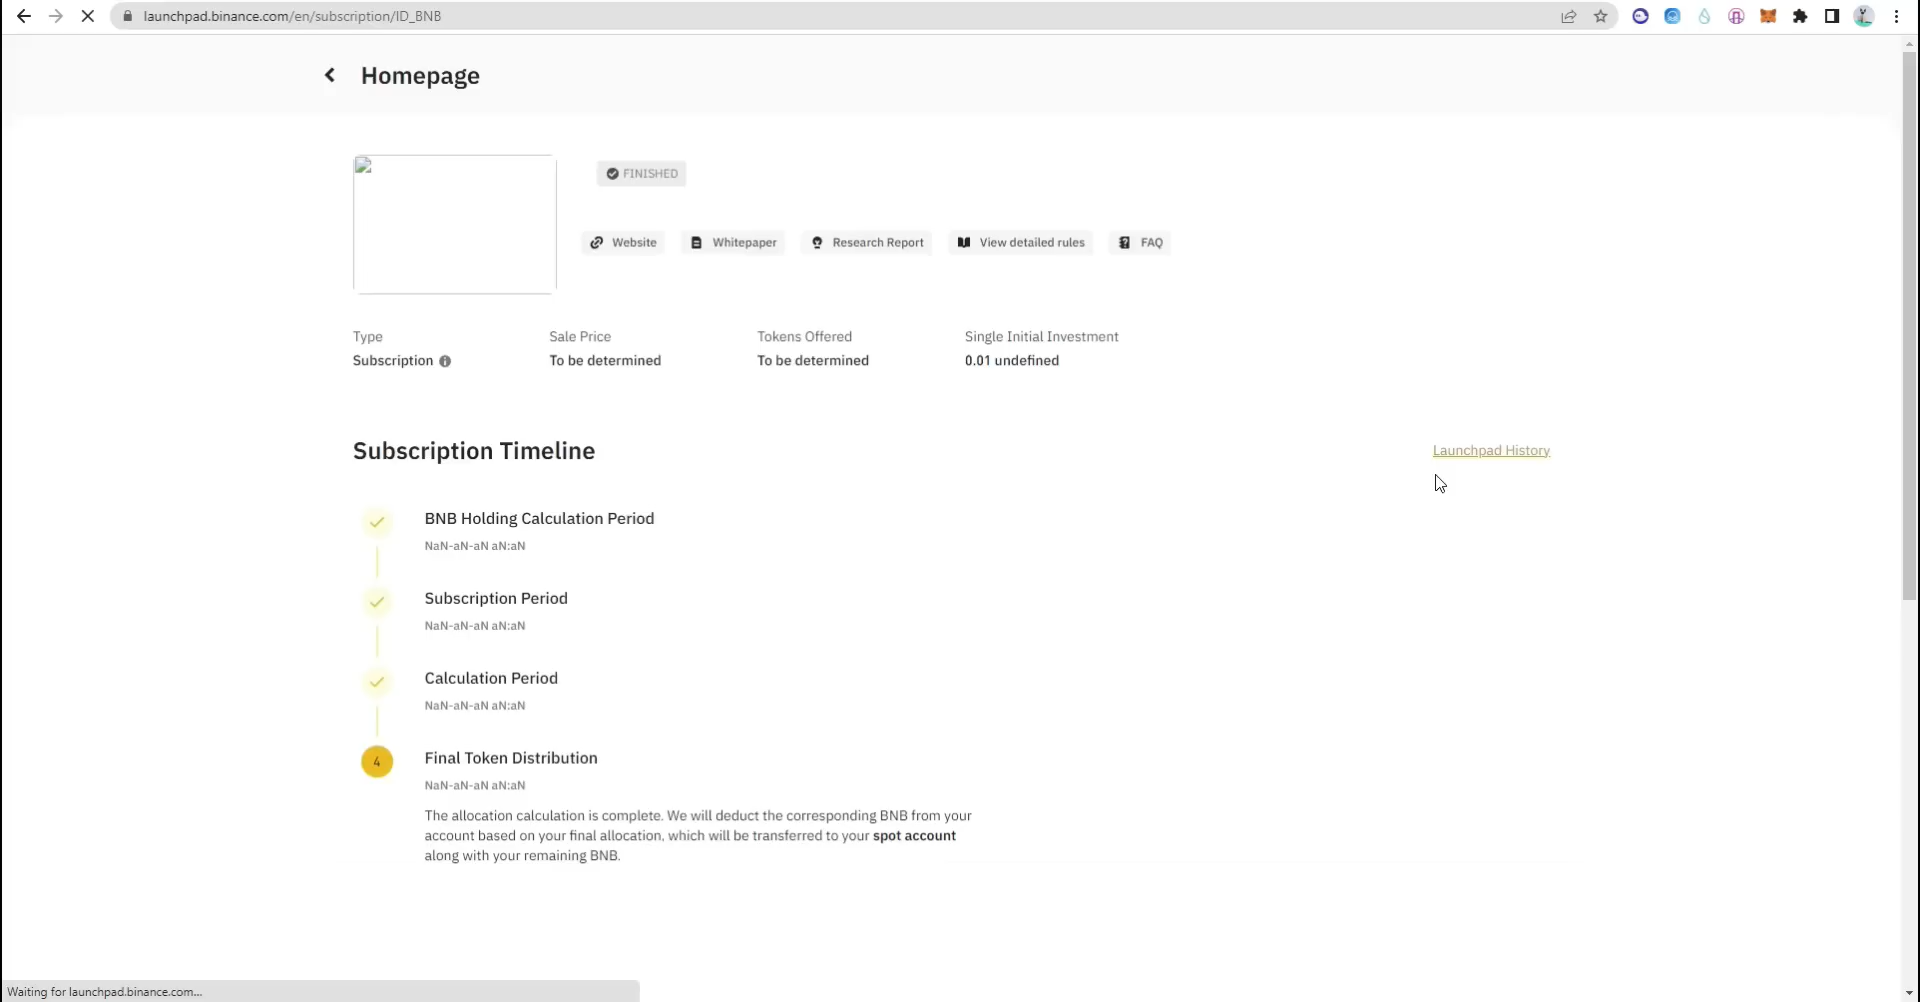 launchpad.binance.com/en/subscription/ID_BNB
Homepage
FINISHED
Website
Whitepaper
Research Report
View detailed rules
FAQ
Type
Sale Price
Tokens Offered
Single Initial Investment
Subscription
To be determined
To be determined
0.01 undefined
Subscription Timeline
Launchpad History
BNB Holding Calculation Period
NaN-aN-aN aN:aN
Subscription Period
NaN-aN-aN aN:aN
Calculation Period
NaN-aN-aN aN:aN
4
Final Token Distribution
NaN-aN-aN aN:aN
The allocation calculation is complete. We will deduct the corresponding BNB from your
account based on your final allocation, which will be transferred to your spot account
along with your remaining BNB.
Waiting for launchpad.binance.com...